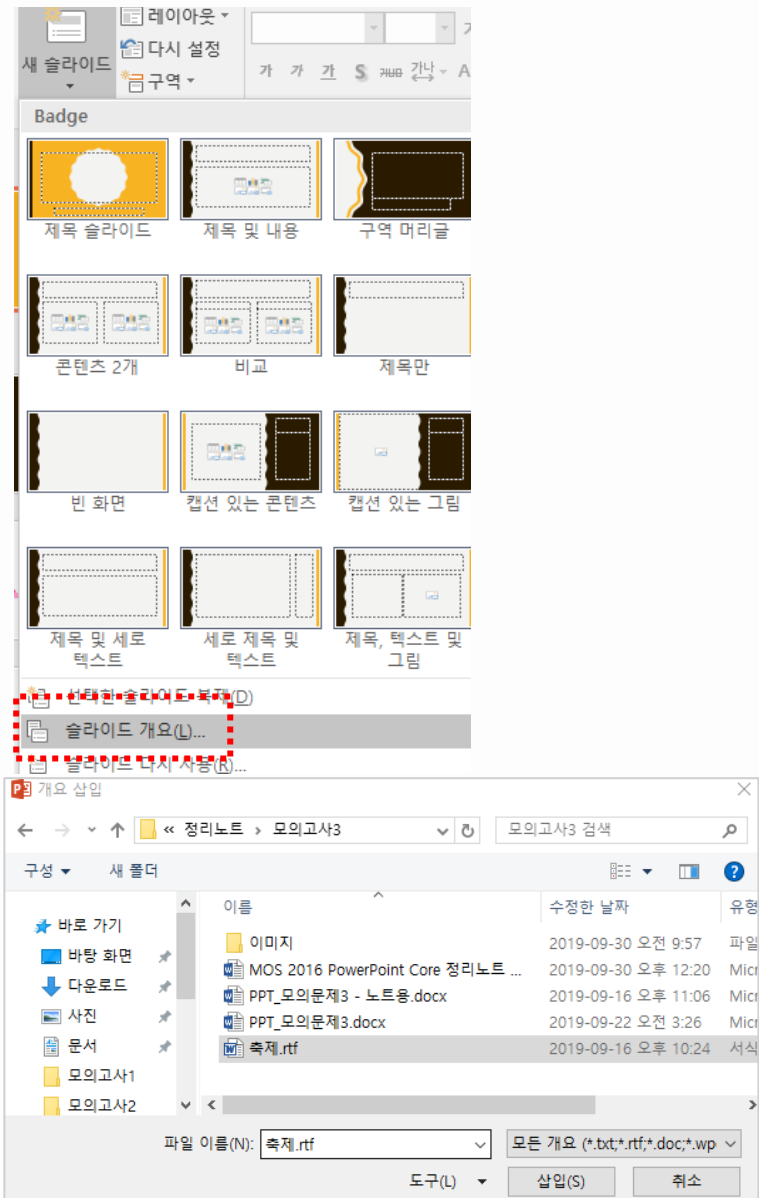 레이아웃
다시 설정
새 슬라이드
구역
가 가 가 S 가나 A
Badge
제목 슬라이드 제목 및 내용 구역 머리글
콘텐츠 2개 비교 제목만
빈 화면 캡션 있는 콘텐츠 캡션 있는 그림
제목 및 세로 세로 제목 및 제목, 텍스트 및
텍스트 텍스트 그림
선택한 슬라이드 복제(D)
슬라이드 개요(L)...
슬라이드 다시 사용(R)...
개요 삽입
« 정리노트 › 모의고사3 모의고사3 검색
구성 새 폴더
이름 수정한 날짜 유형
바로 가기
바탕 화면
다운로드
사진
문서
모의고사1
모의고사2
이미지 2019-09-30 오전 9:57 파일
MOS 2016 PowerPoint Core 정리노트 ... 2019-09-30 오후 12:20 Micr
PPT_모의문제3 - 노트용.docx 2019-09-16 오후 11:06 Micr
PPT_모의문제3.docx 2019-09-22 오전 3:26 Micr
축제.rtf 2019-09-16 오후 10:24 서식
파일 이름(N): 축제.rtf 모든 개요 (*.txt;*.rtf;*.doc;*.wp
도구(L) 삽입(S) 취소